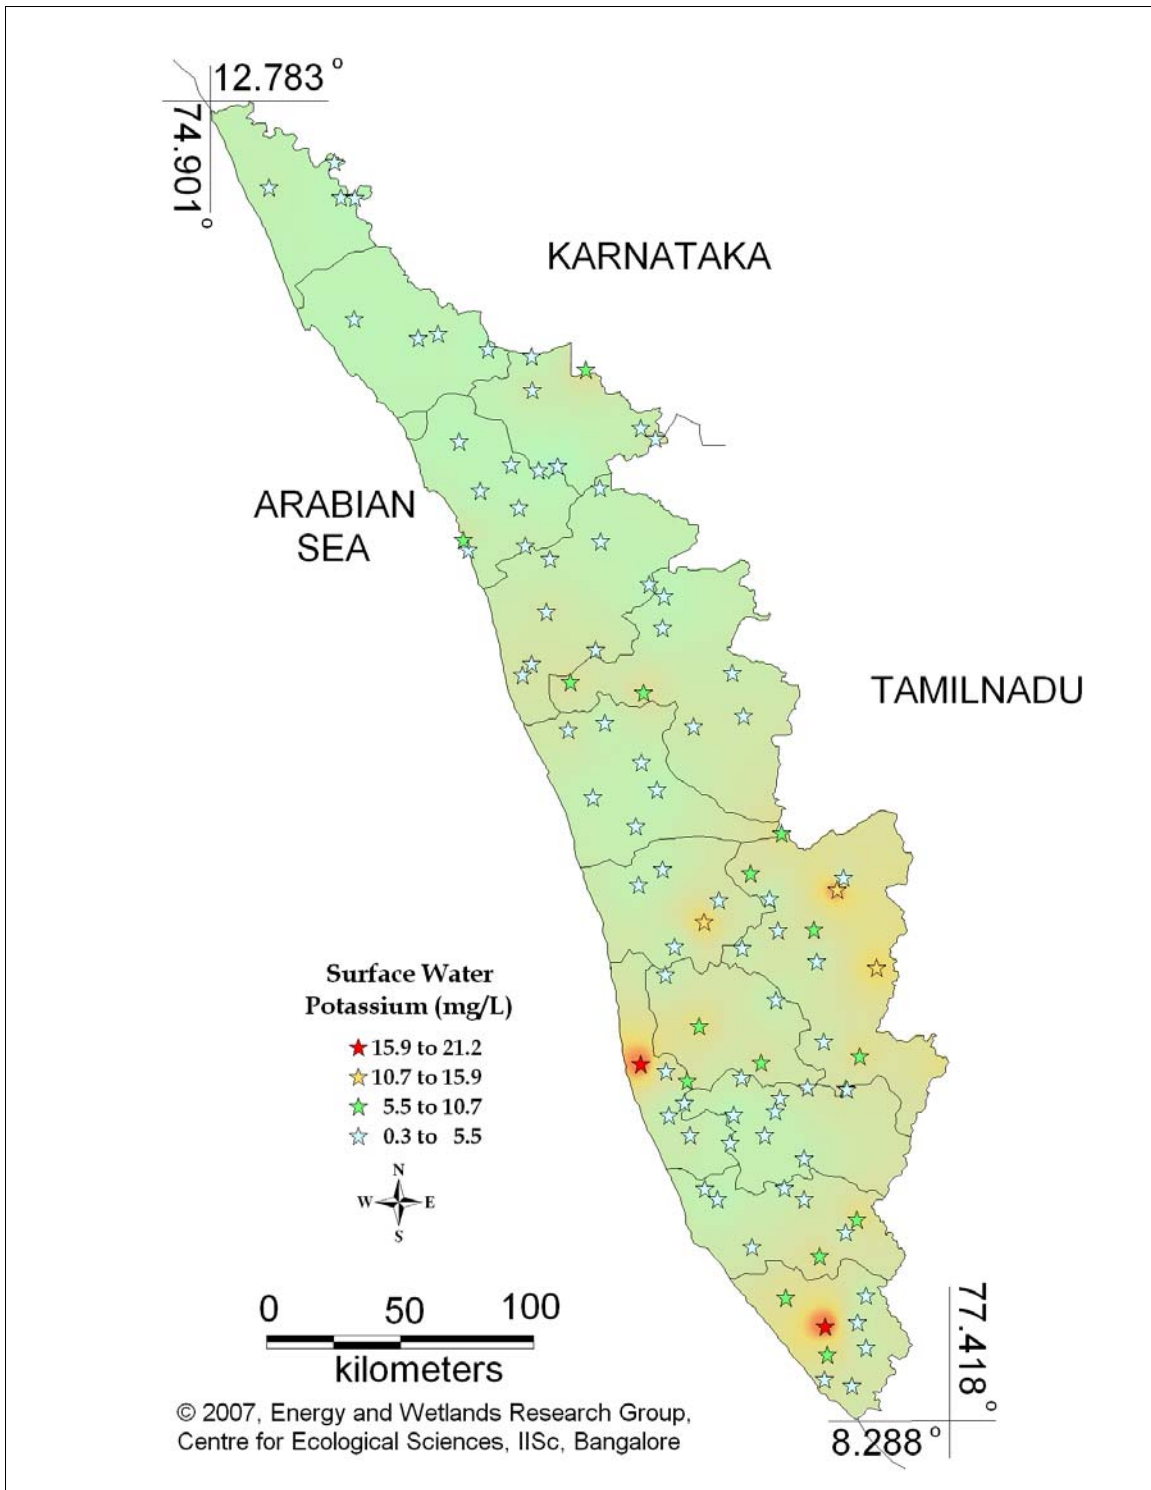 12.783 °
74.901°
KARNATAKA
ARABIAN
SEA
TAMILNADU
Surface Water
Potassium (mg/L)
15.9 to 21.2
10.7 to 15.9
5.5 to 10.7
0.3 to 5.5
N
W E
S
0 50 100
kilometers
77.418°
8.288 °
© 2007, Energy and Wetlands Research Group,
Centre for Ecological Sciences, IISc, Bangalore